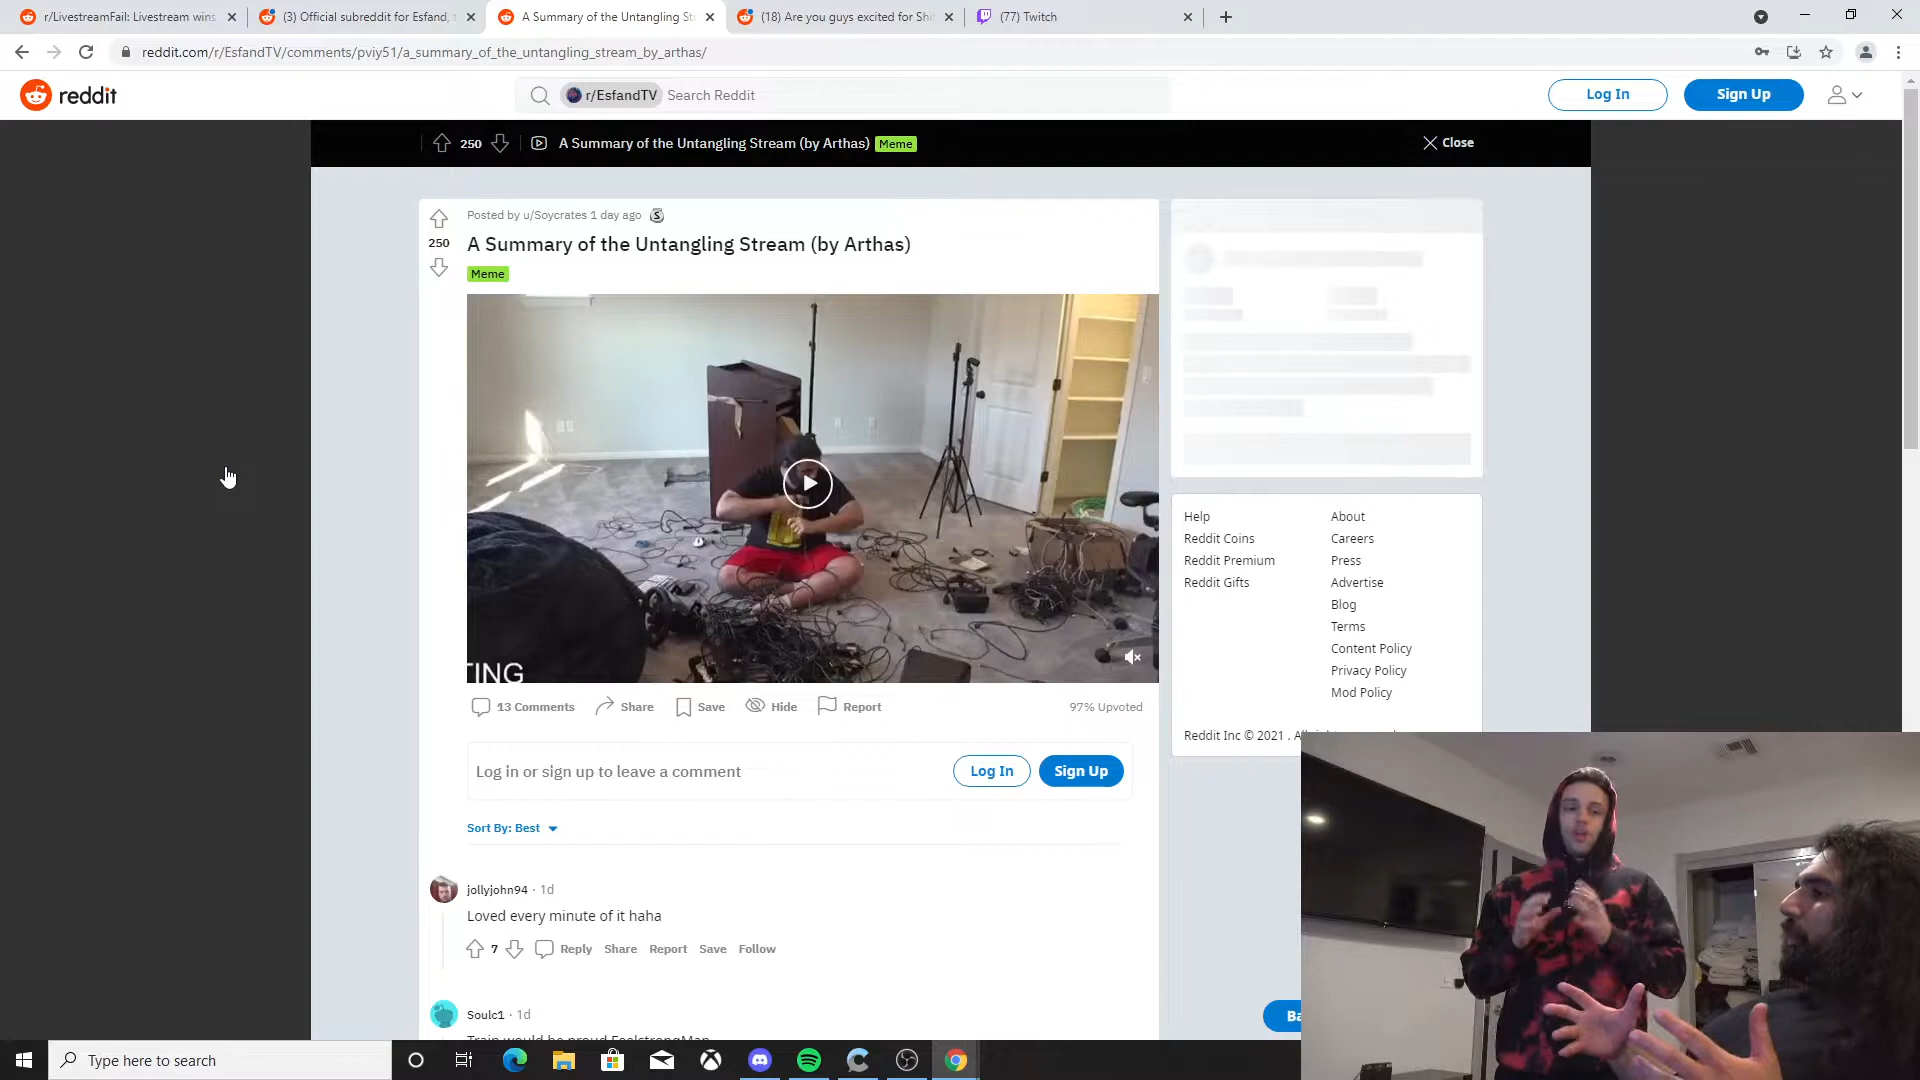 r/LivestreamFail: Livestream wins
(3) Official subreddit for Esfand,
A Summary of the Untangling St
(18) Are you guys excited for Shi
(77) Twitch
reddit.com/r/EsfandTV/comments/pviy51/a_summary_of_the_untangling_stream_by_arthas/
reddit
r/EsfandTV Search Reddit
Log In
Sign Up
250
A Summary of the Untangling Stream (by Arthas) Meme
Close
Posted by u/Soycrates 1 day ago
250
A Summary of the Untangling Stream (by Arthas)
Meme
TING
13 Comments Share Save Hide Report
97% Upvoted
Log in or sign up to leave a comment
Log In
Sign Up
Sort By: Best
jollyjohn94 · 1d
Loved every minute of it haha
7 Reply Share Report Save Follow
Soulc1 · 1d
Train would be proud FeelstrongMan
Help
Reddit Coins
Reddit Premium
Reddit Gifts
About
Careers
Press
Advertise
Blog
Terms
Content Policy
Privacy Policy
Mod Policy
Reddit Inc © 2021 .
Ba
Type here to search